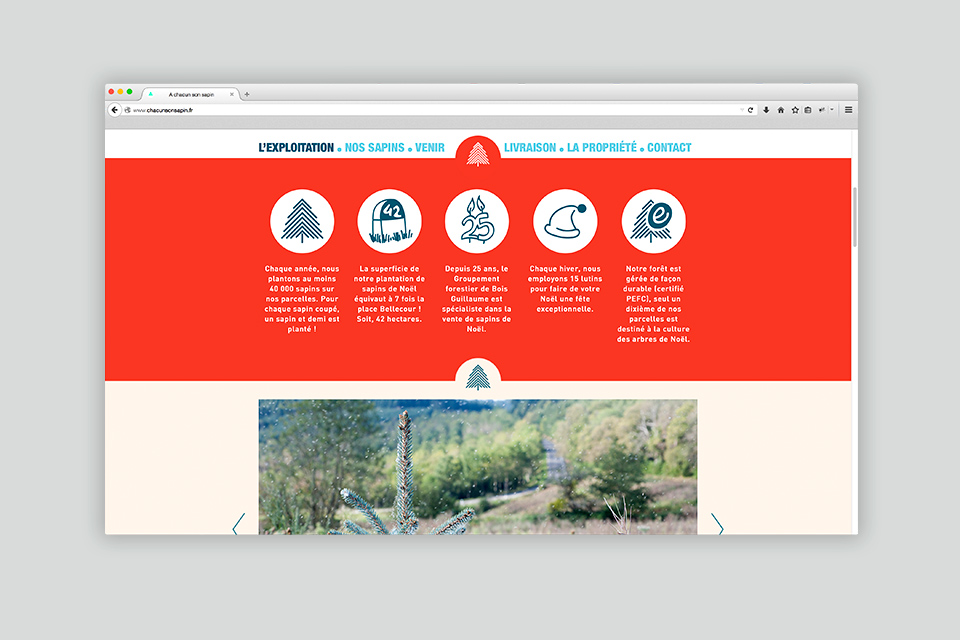 A chacun son sapin
www.chacunsonsapin.fr
L'EXPLOITATION • NOS SAPINS • VENIR
LIVRAISON • LA PROPRIÉTÉ • CONTACT
42
25
e
Chaque année, nous
plantons au moins
40 000 sapins sur
nos parcelles. Pour
chaque sapin coupé,
un sapin et demi est
planté !
La superficie de
notre plantation de
sapins de Noël
équivaut à 7 fois la
place Bellecour !
Soit, 42 hectares.
Depuis 25 ans, le
Groupement
forestier de Bois
Guillaume est
spécialiste dans la
vente de sapins de
Noël.
Chaque hiver, nous
employons 15 lutins
pour faire de votre
Noël une fête
exceptionnelle.
Notre forêt est
gérée de façon
durable (certifié
PEFC), seul un
dixième de nos
parcelles est
destiné à la culture
des arbres de Noël.